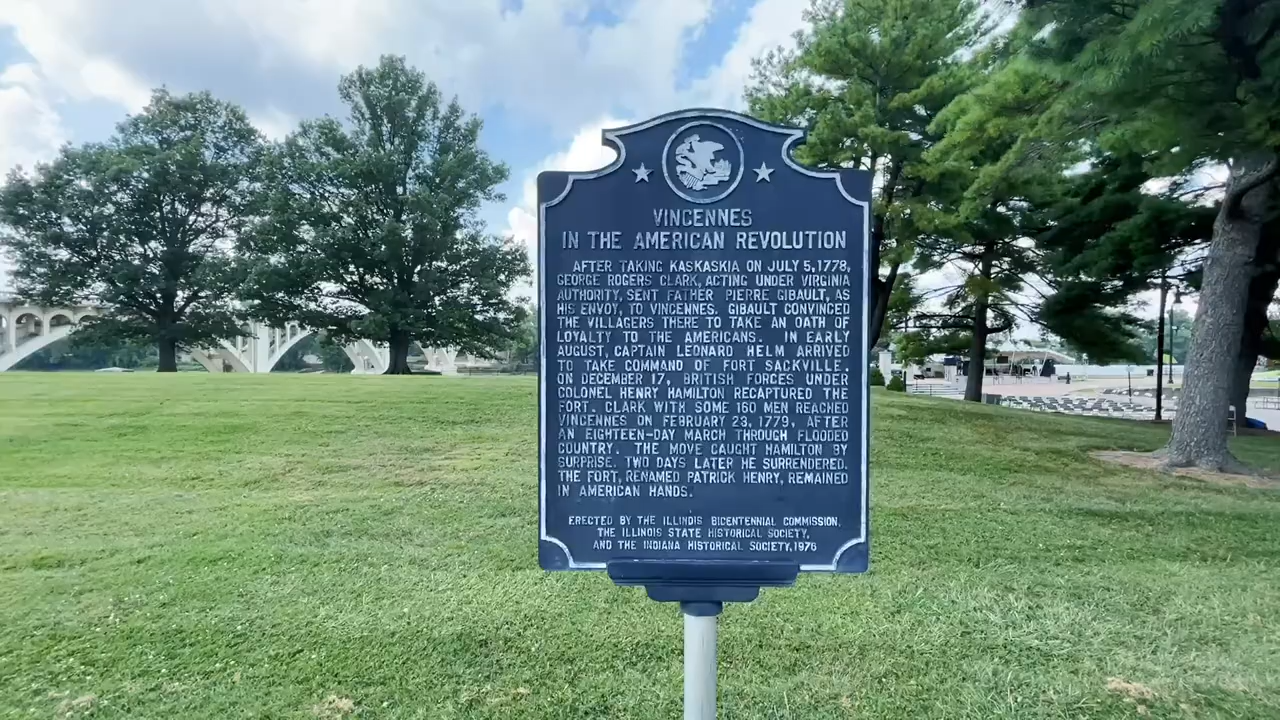 VINCENNES
IN THE AMERICAN REVOLUTION
AFTER TAKING KASKASKIA ON JULY 5, 1778,
GEORGE ROGERS CLARK, ACTING UNDER VIRGINIA
AUTHORITY, SENT FATHER PIERRE GIBAULT, AS
HIS ENVOY, TO VINCENNES. GIBAULT CONVINCED
THE VILLAGERS THERE TO TAKE AN OATH OF
LOYALTY TO THE AMERICANS. IN EARLY
AUGUST, CAPTAIN LEONARD HELM ARRIVED
TO TAKE COMMAND OF FORT SACKVILLE.
ON DECEMBER 17, BRITISH FORCES UNDER
COLONEL HENRY HAMILTON RECAPTURED THE
FORT. CLARK WITH SOME 160 MEN REACHED
VINCENNES ON FEBRUARY 23, 1779, AFTER
AN EIGHTEEN-DAY MARCH THROUGH FLOODED
COUNTRY. THE MOVE CAUGHT HAMILTON BY
SURPRISE. TWO DAYS LATER HE SURRENDERED.
THE FORT, RENAMED PATRICK HENRY, REMAINED
IN AMERICAN HANDS.
ERECTED BY THE ILLINOIS BICENTENNIAL COMMISSION,
THE ILLINOIS STATE HISTORICAL SOCIETY,
AND THE INDIANA HISTORICAL SOCIETY, 1976